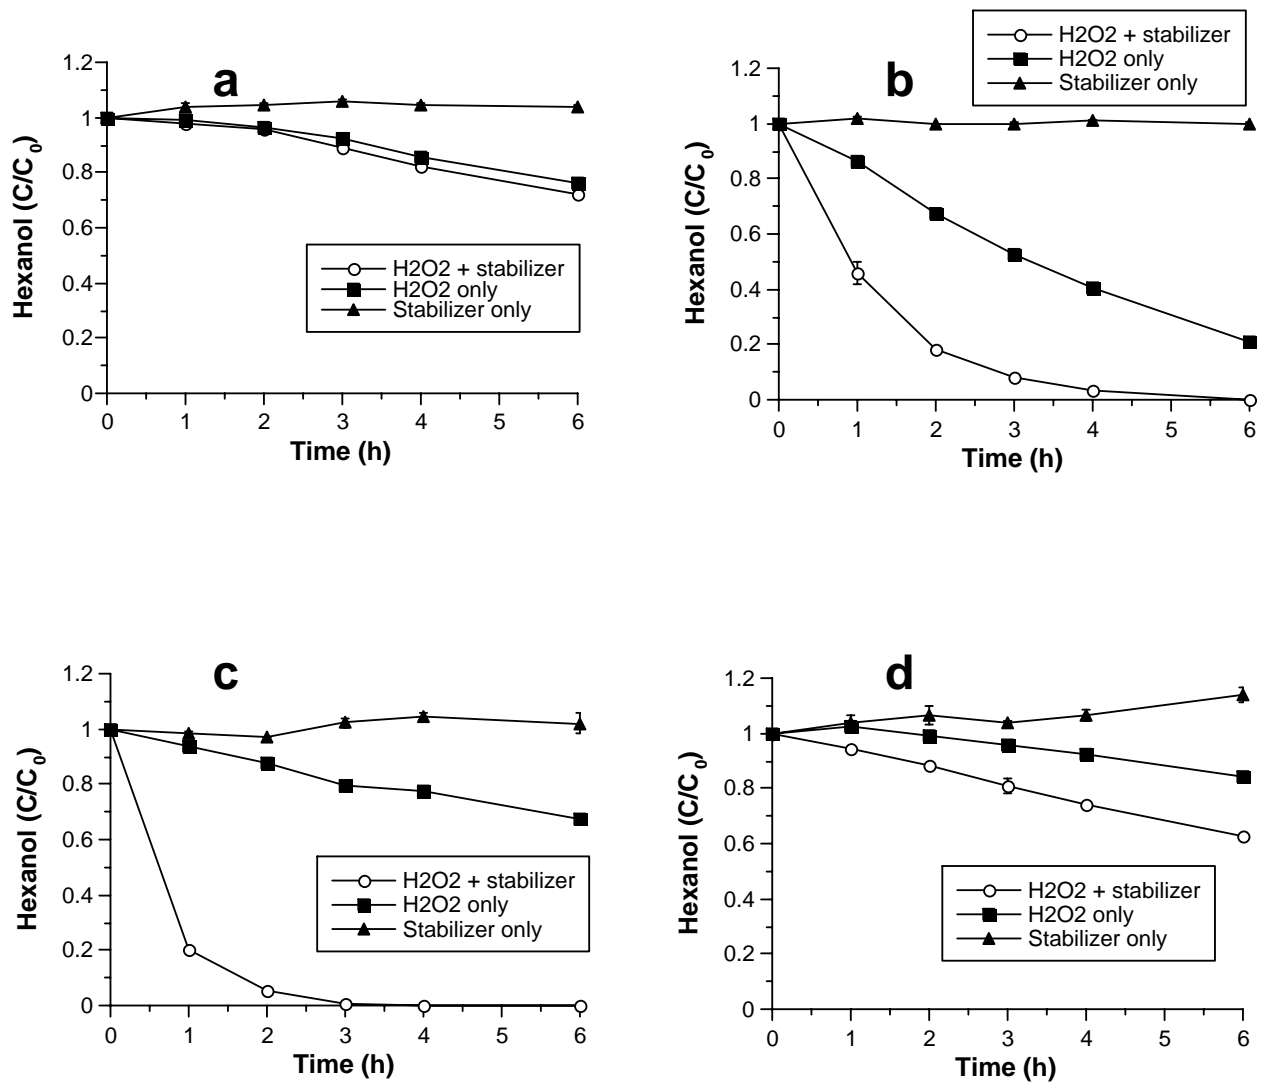 a
1.2
1
0.8
0.6
0.4
0.2
0
Hexanol (C/C0)
H2O2 + stabilizer
H2O2 only
Stabilizer only
0 1 2 3 4 5 6
Time (h)
b
H2O2 + stabilizer
H2O2 only
Stabilizer only
1.2
1
0.8
0.6
0.4
0.2
0
Hexanol (C/C0)
0 1 2 3 4 5 6
Time (h)
c
1.2
1
0.8
0.6
0.4
0.2
0
Hexanol (C/C0)
H2O2 + stabilizer
H2O2 only
Stabilizer only
0 1 2 3 4 5 6
Time (h)
d
1.2
1
0.8
0.6
0.4
0.2
0
Hexanol (C/C0)
H2O2 + stabilizer
H2O2 only
Stabilizer only
0 1 2 3 4 5 6
Time (h)